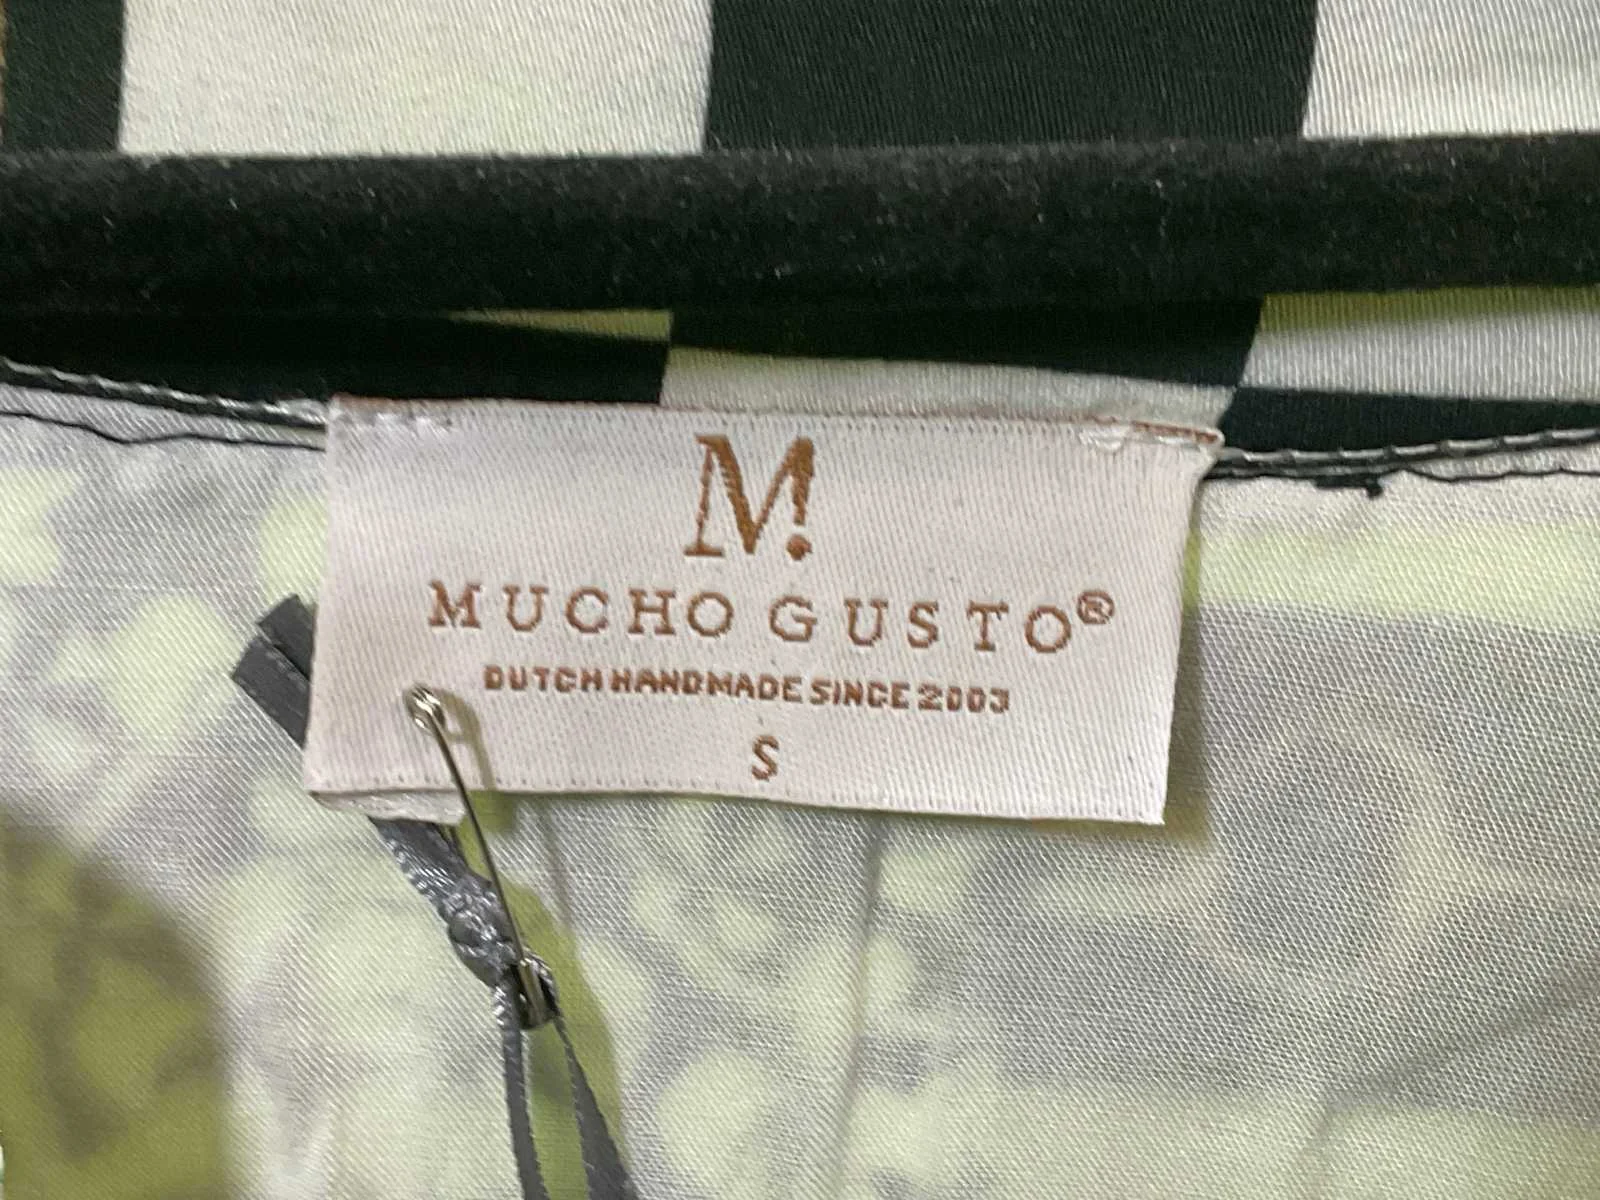 M.
MUCHO GUSTO®
DUTCH HANDMADE SINCE 2003
S